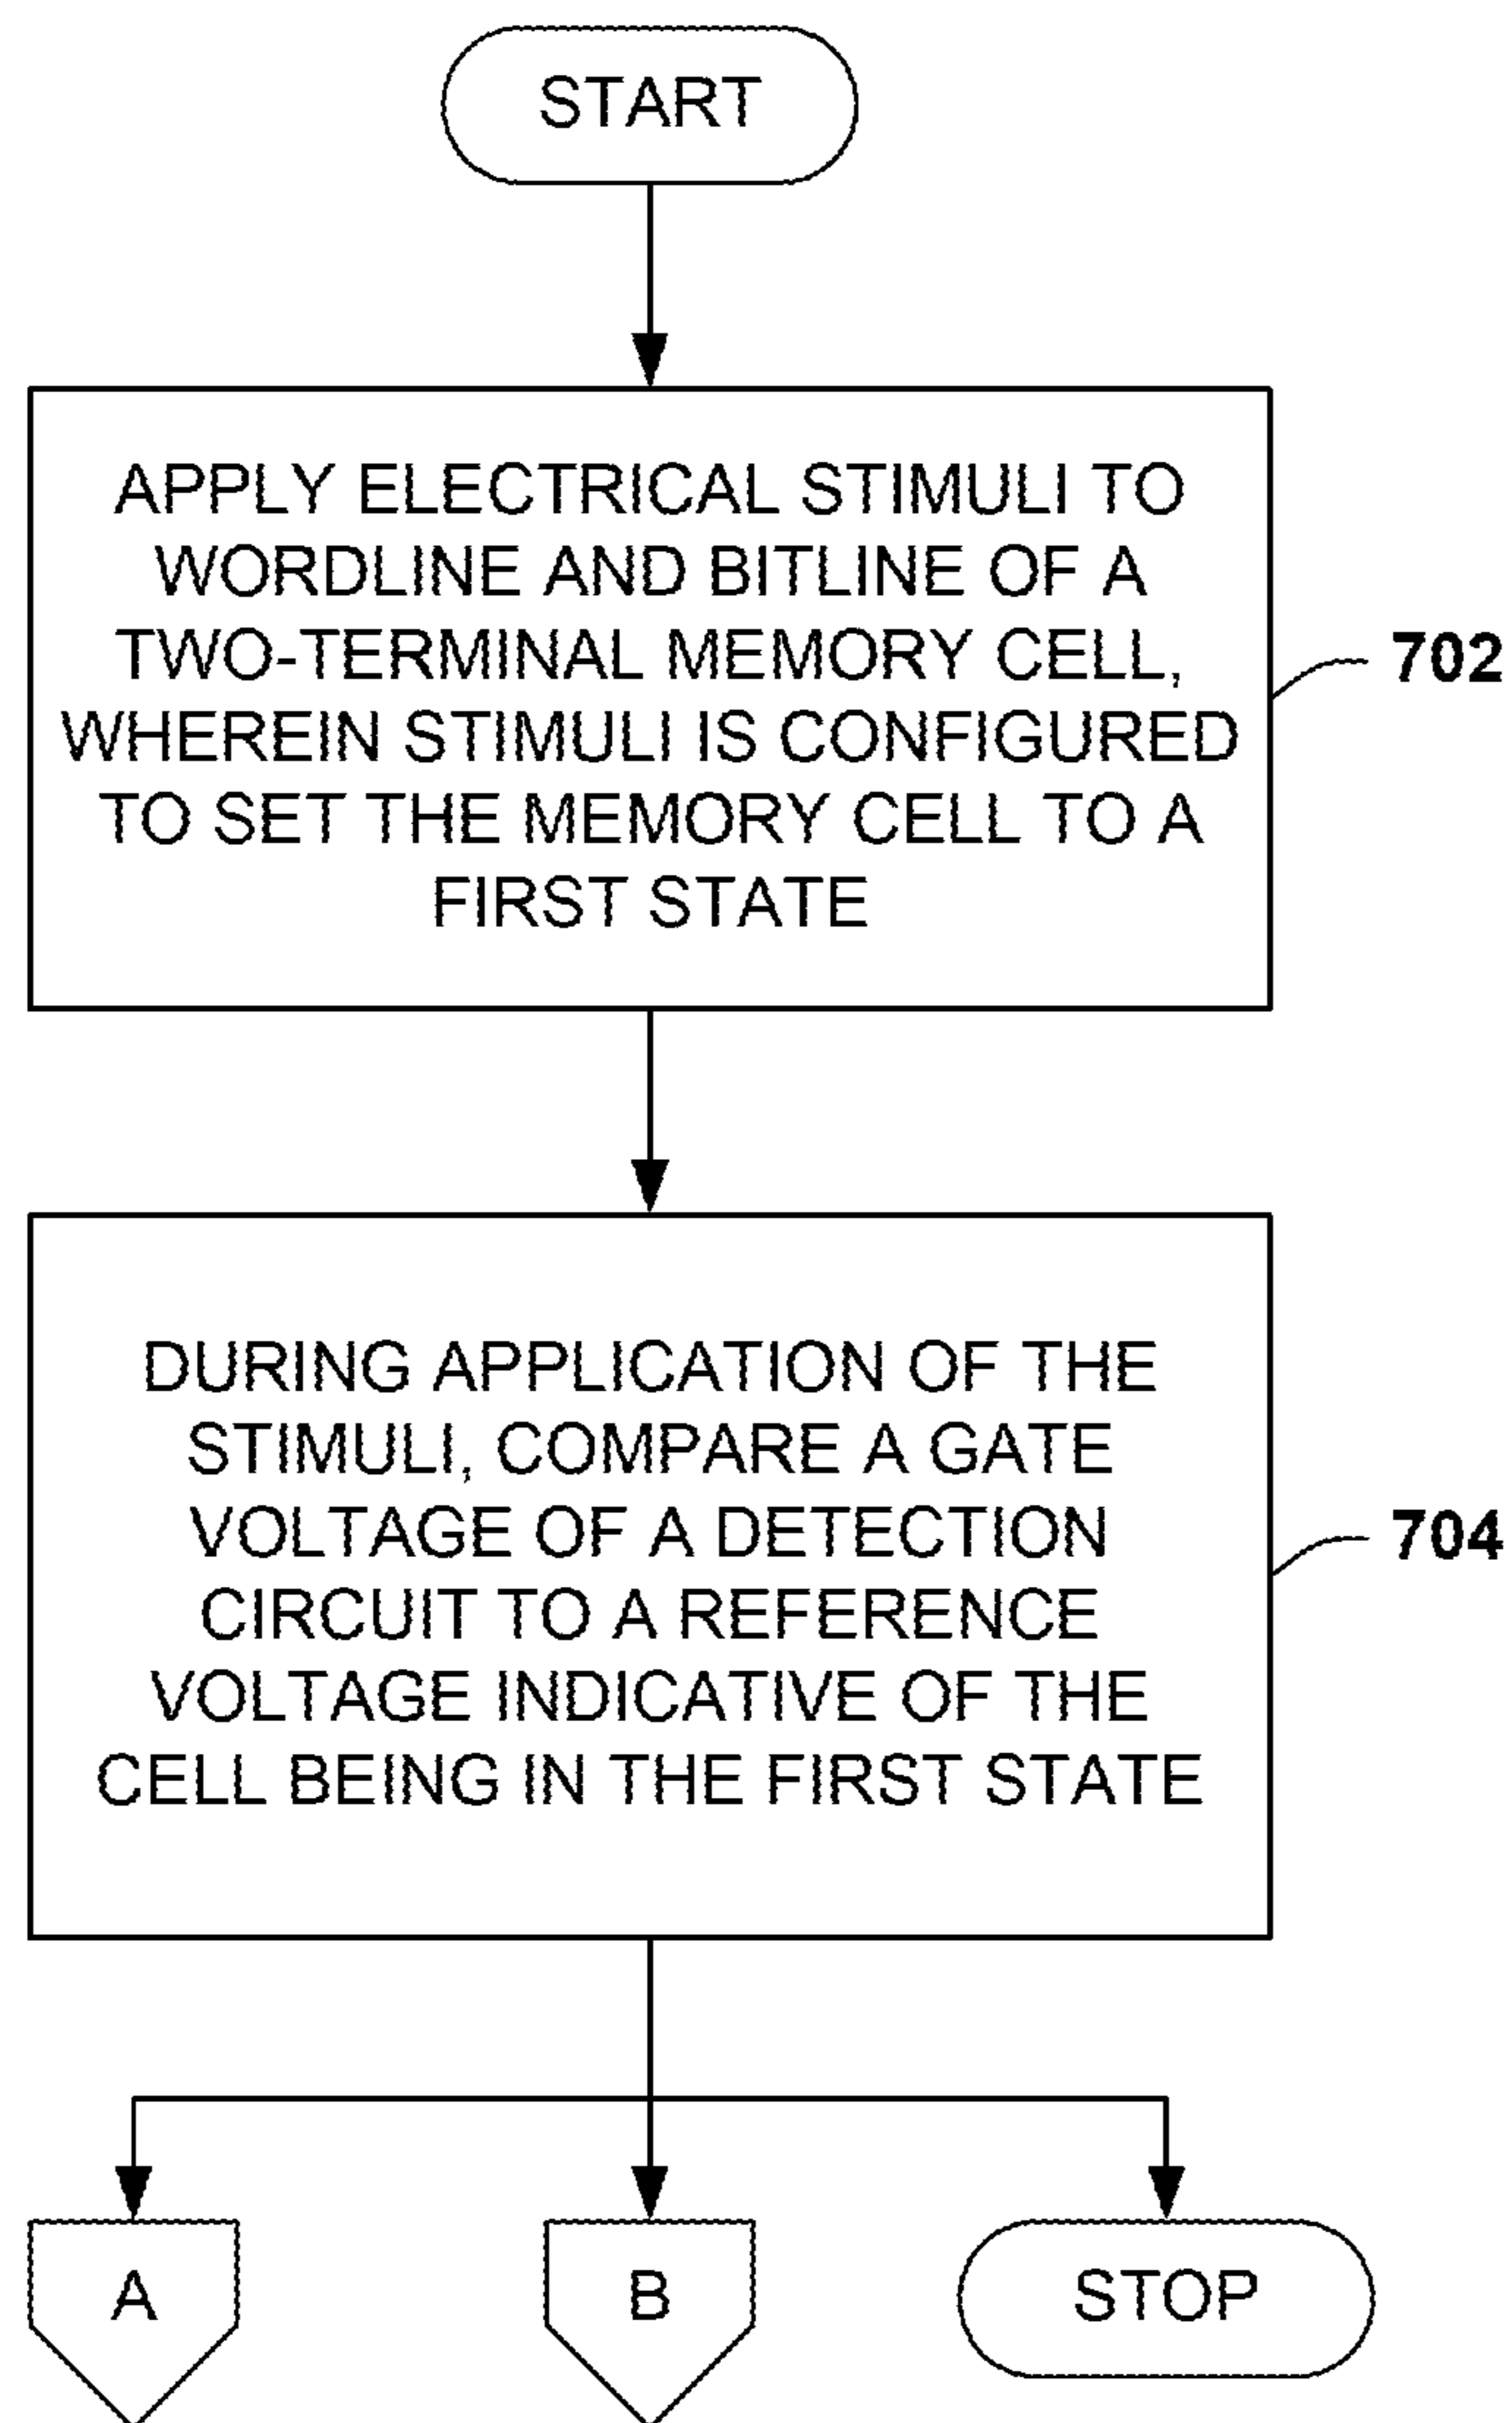 START
APPLY ELECTRICAL STIMULI TO
WORDLINE AND BITLINE OF A
TWO-TERMINAL MEMORY CELL,
WHEREIN STIMULI IS CONFIGURED
TO SET THE MEMORY CELL TO A
FIRST STATE
702
DURING APPLICATION OF THE
STIMULI, COMPARE A GATE
VOLTAGE OF A DETECTION
CIRCUIT TO A REFERENCE
VOLTAGE INDICATIVE OF THE
CELL BEING IN THE FIRST STATE
704
A
B
STOP